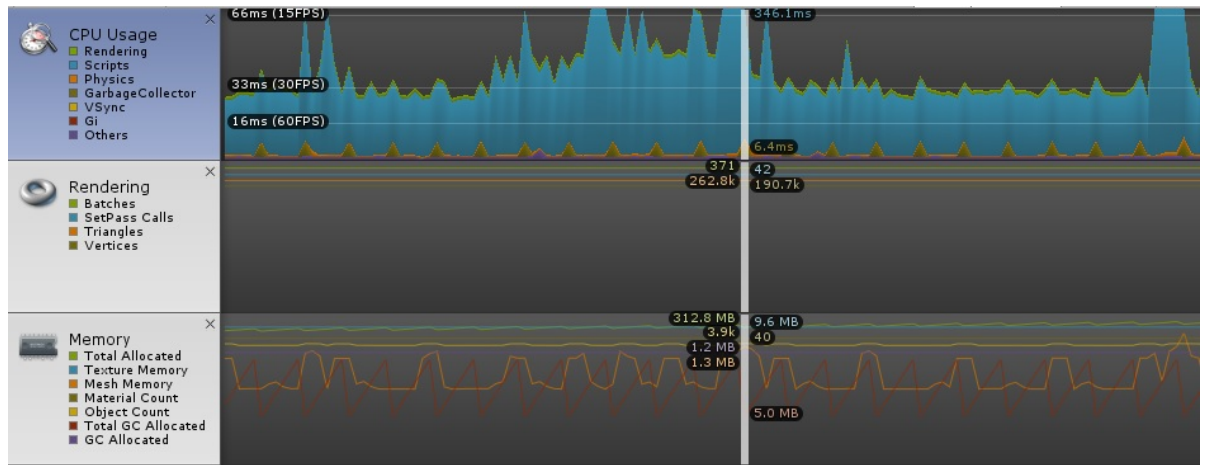 CPU Usage
Rendering
Scripts
Physics
GarbageCollector
VSync
Gi
Others
66ms (15FPS)
33ms (30FPS)
16ms (60FPS)
346.1ms
6.4ms
Rendering
Batches
SetPass Calls
Triangles
Vertices
371
262.8k
42
190.7k
Memory
Total Allocated
Texture Memory
Mesh Memory
Material Count
Object Count
Total GC Allocated
GC Allocated
312.8 MB
3.9k
1.2 MB
1.3 MB
9.6 MB
40
5.0 MB